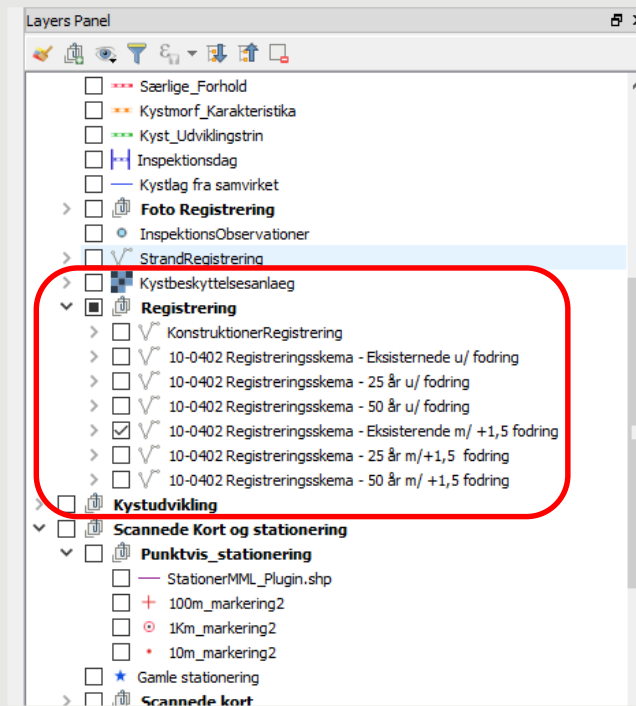 Layers Panel
Særlige_Forhold
Kystmorf_Karakteristika
Kyst_Udviklingstrin
Inspektionsdag
Kystlag fra samvirket
Foto Registrering
InspektionsObservationer
StrandRegistrering
Kystbeskyttelsesanlaeg
Registrering
KonstruktionerRegistrering
10-0402 Registreringsskema - Eksisternede u/ fodring
10-0402 Registreringsskema - 25 år u/ fodring
10-0402 Registreringsskema - 50 år u/ fodring
10-0402 Registreringsskema - Eksisterende m/ +1,5 fodring
10-0402 Registreringsskema - 25 år m/+1,5 fodring
10-0402 Registreringsskema - 50 år m/ +1,5 fodring
Kystudvikling
Scannede Kort og stationering
Punktvis_stationering
StationerMML_Plugin.shp
100m_markering2
1Km_markering2
10m_markering2
Gamle stationering
Scannede kort